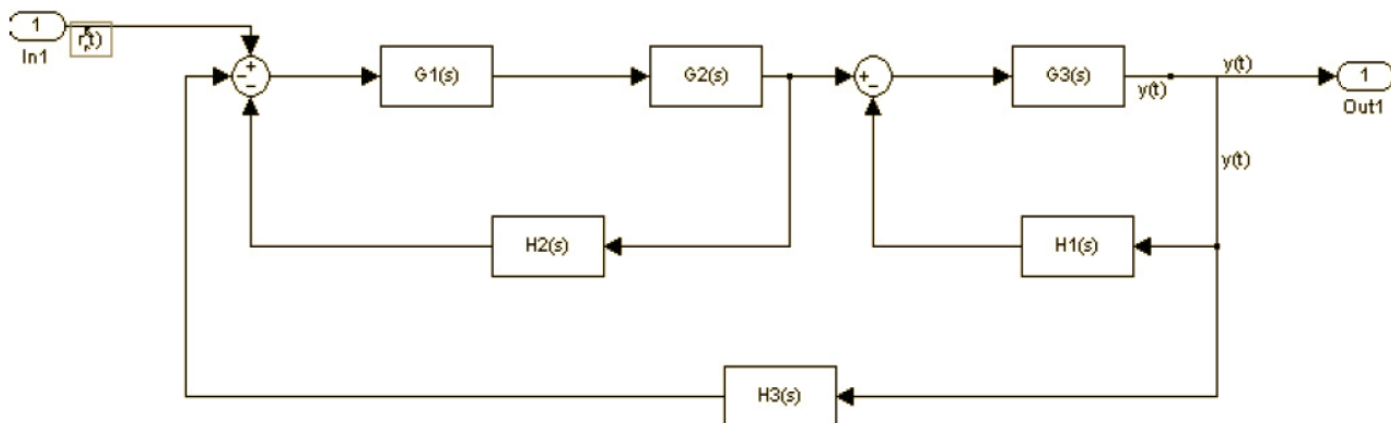 1
r(t)
In1
+
−
−
G1(s)
G2(s)
+
−
G3(s)
y(t)
y(t)
1
Out1
y(t)
H2(s)
H1(s)
H3(s)